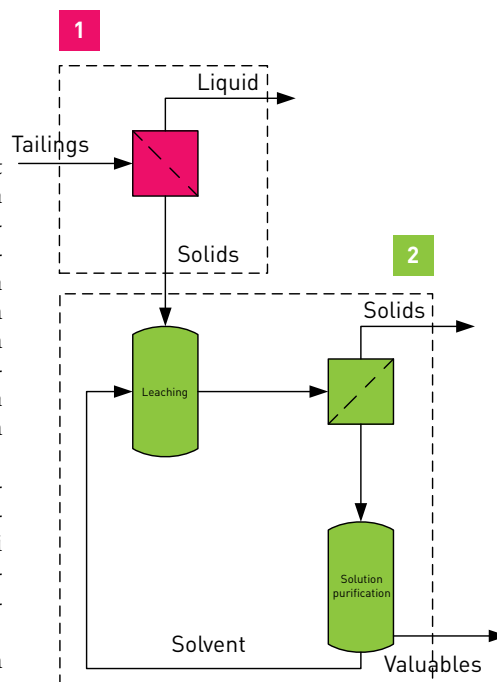 1
Liquid
Tailings
Solids
2
Solids
Leaching
Solution
purification
Solvent
Valuables